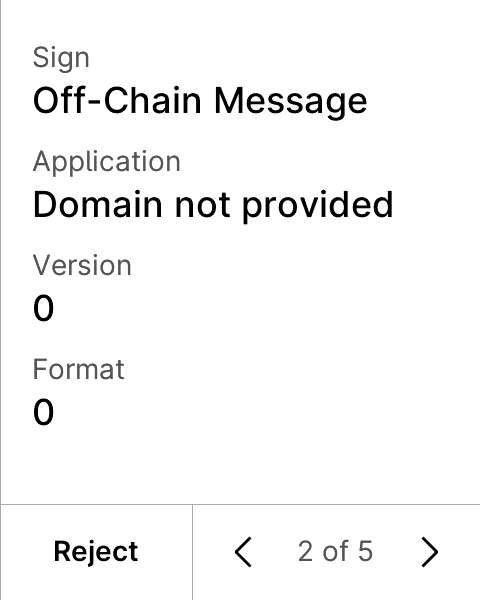 Sign
Off-Chain Message
Application
Domain not provided
Version
0
Format
0
Reject
2 of 5